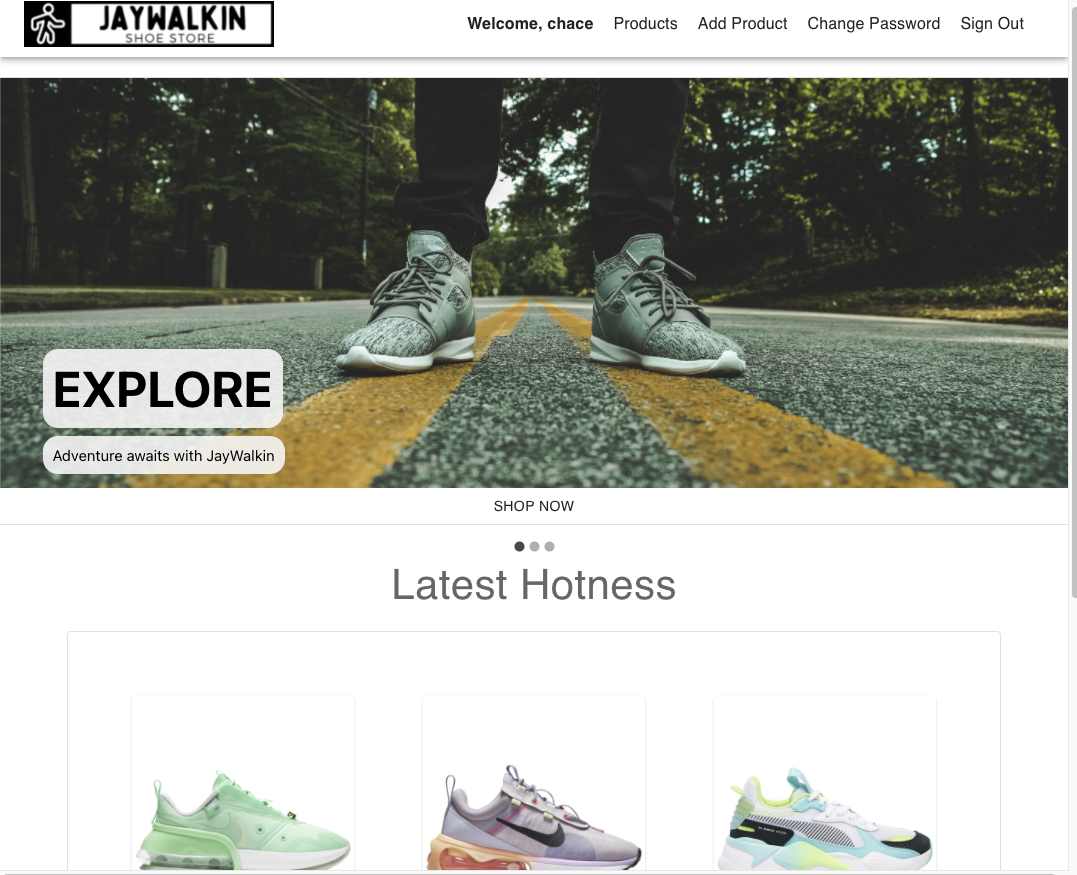 JAYWALKIN
SHOE STORE
Welcome, chace Products Add Product Change Password Sign Out
EXPLORE
Adventure awaits with JayWalkin
SHOP NOW
Latest Hotness